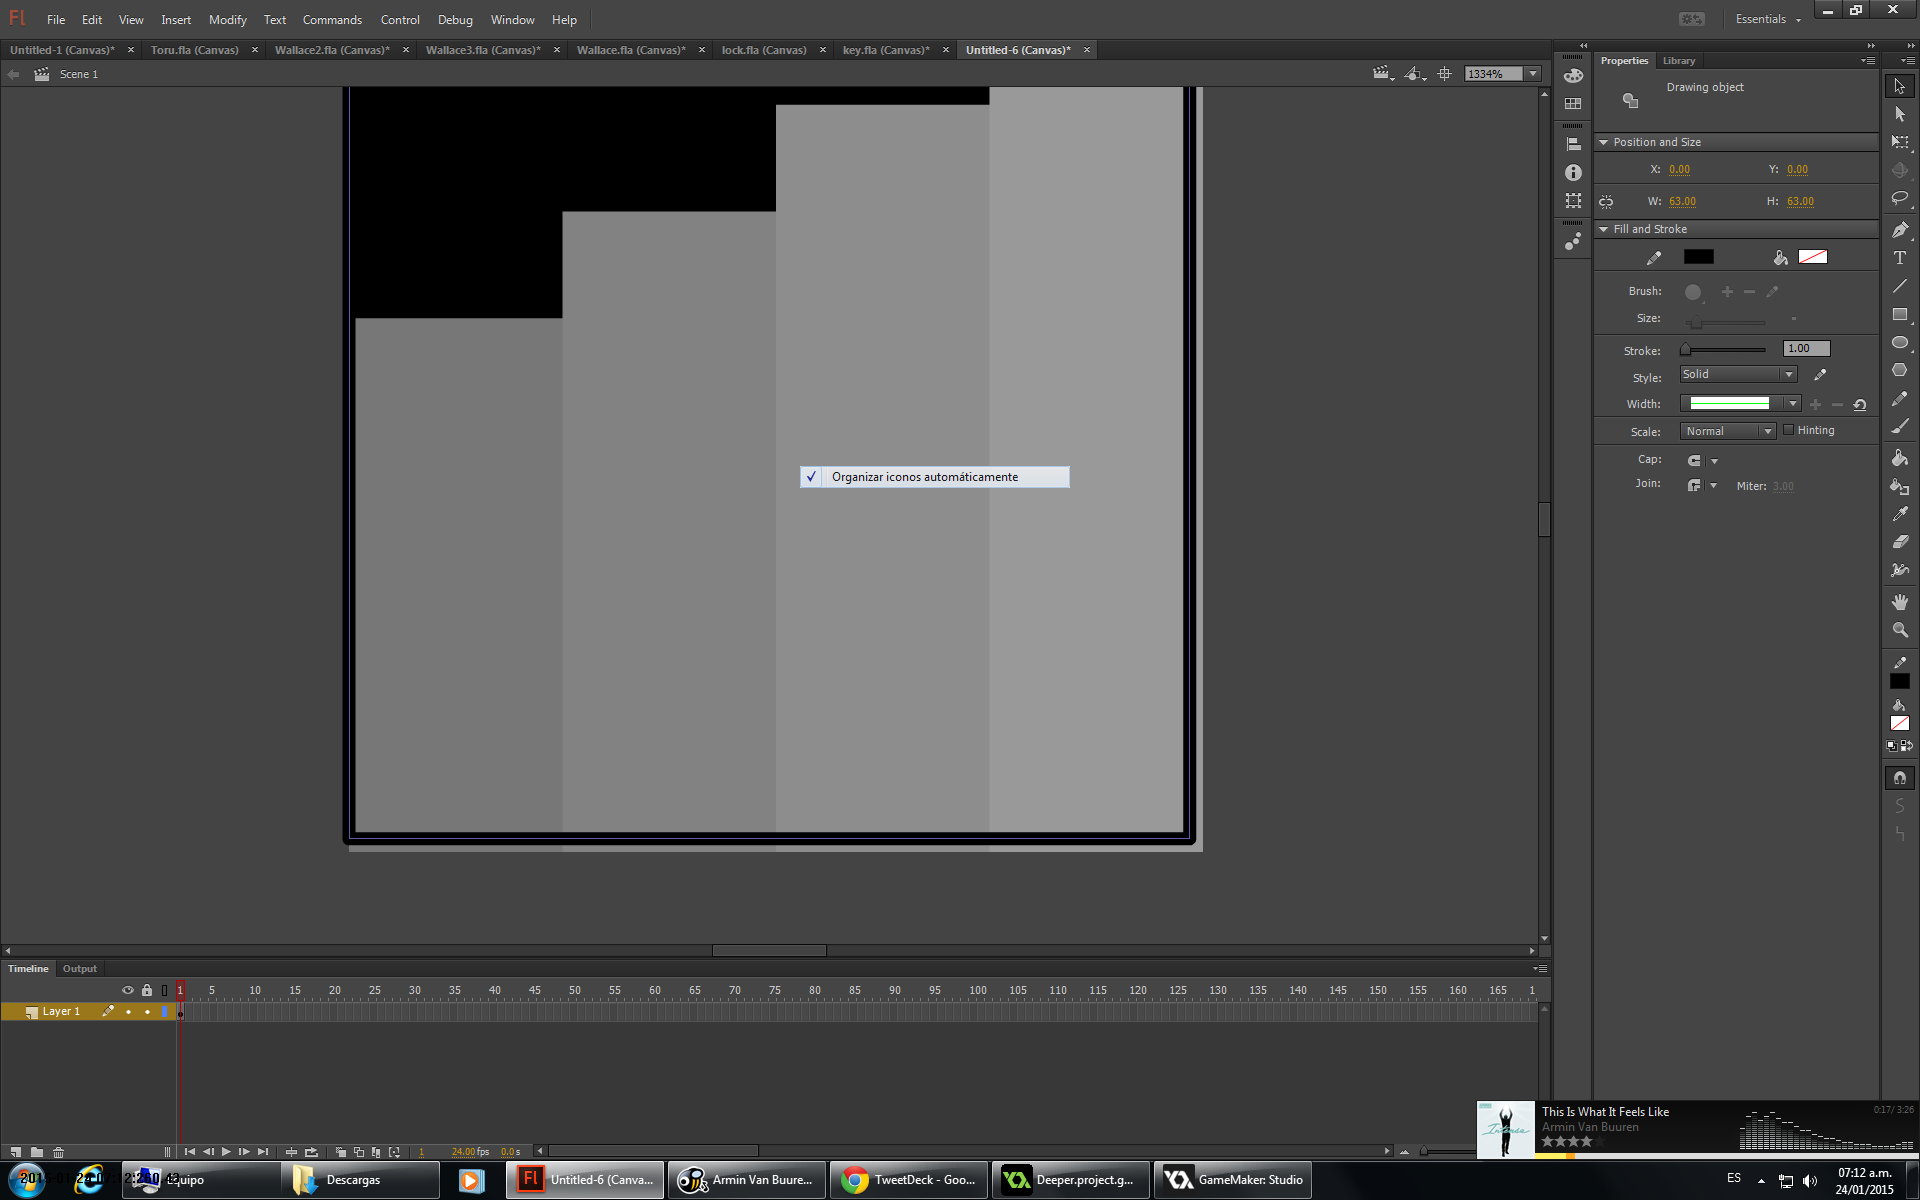 Fl File Edit View Insert Modify Text Commands Control Debug Window Help Essentials
Untitled-1 (Canvas)* Toru.fla (Canvas) Wallace2.fla (Canvas)* Wallace3.fla (Canvas)* Wallace.fla (Canvas)* lock.fla (Canvas) key.fla (Canvas)* Untitled-6 (Canvas)*
Scene 1
1334%
Properties Library
Drawing object
Position and Size
X: 0.00 Y: 0.00
W: 63.00 H: 63.00
Fill and Stroke
Brush:
Size:
Stroke: 1.00
Style: Solid
Width:
Scale: Normal Hinting
Cap:
Join: Miter: 3.00
Organizar iconos automáticamente
Timeline Output
1 5 10 15 20 25 30 35 40 45 50 55 60 65 70 75 80 85 90 95 100 105 110 115 120 125 130 135 140 145 150 155 160 165 1
Layer 1
1 24.00 fps 0.0 s
This Is What It Feels Like
Armin Van Buuren
0:17/ 3:26
Intense
Equipo Descargas Fl Untitled-6 (Canva... Armin Van Buure... TweetDeck - Goo... Deeper.project.g... GameMaker: Studio
ES 07:12 a.m.
24/01/2015